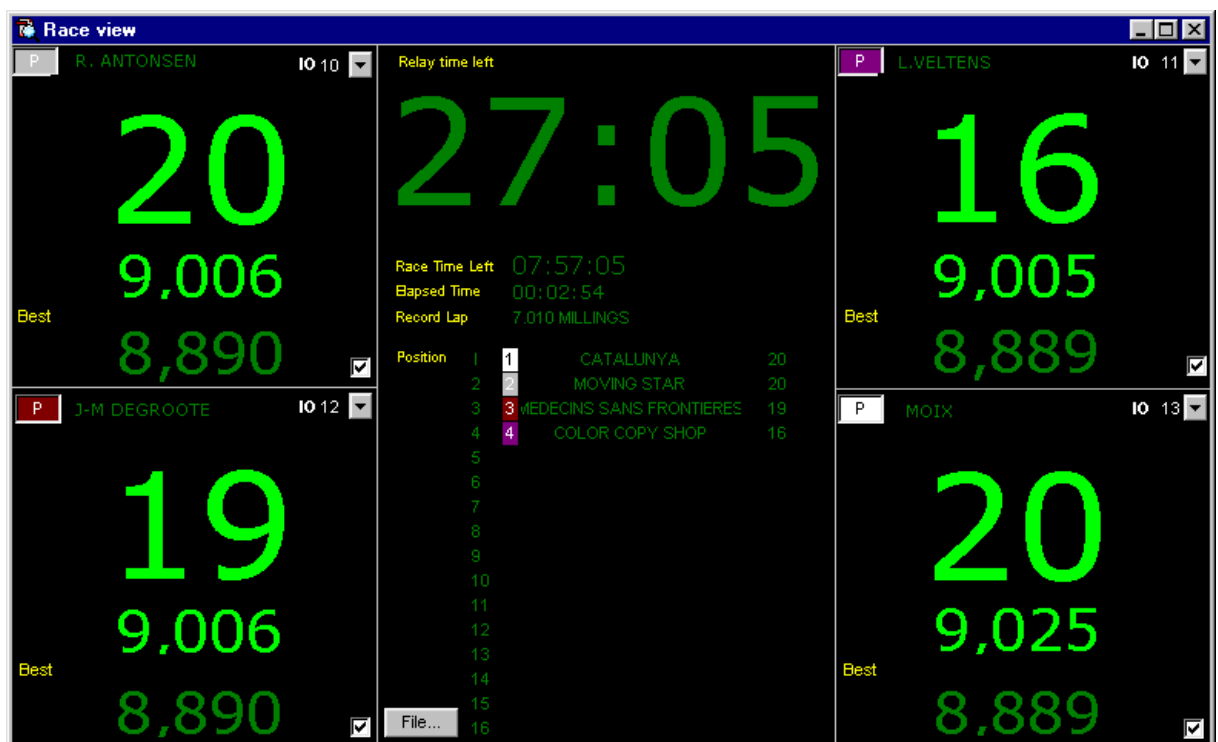 Race view
P R. ANTONSEN IO 10
20
9,006
Best
8,890
P J-M DEGROOTE IO 12
19
9,006
Best
8,890
Relay time left
27:05
Race Time Left 07:57:05
Elapsed Time 00:02:54
Record Lap 7.010 MILLINGS
Position 1 1 CATALUNYA 20
2 2 MOVING STAR 20
3 3 MEDECINS SANS FRONTIERES 19
4 4 COLOR COPY SHOP 16
5
6
7
8
9
10
11
12
13
14
15
16
File...
P L.VELTENS IO 11
16
9,005
Best
8,889
P MOIX IO 13
20
9,025
Best
8,889